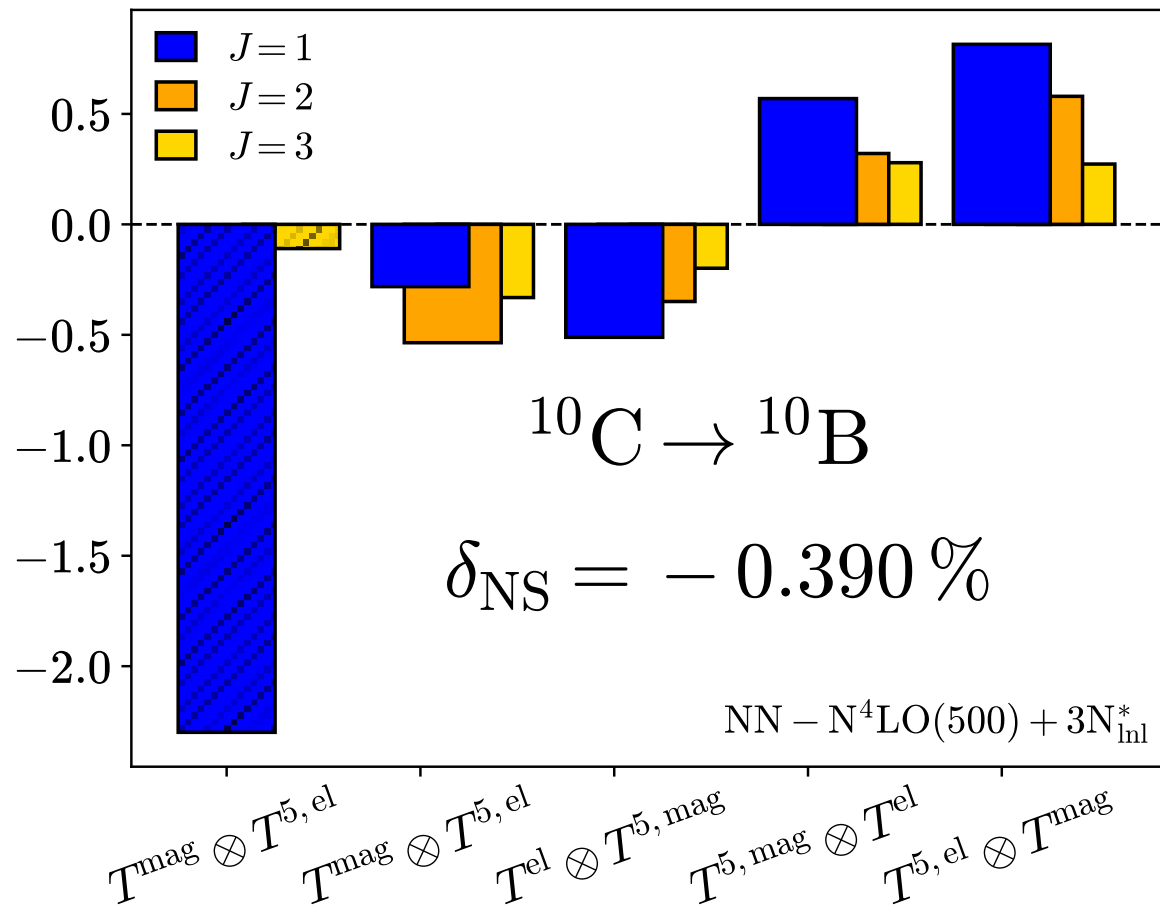 J = 1
J = 2
J = 3
0.5
0.0
−0.5
−1.0
−1.5
−2.0
¹⁰C → ¹⁰B
δ_NS = − 0.390 %
NN − N⁴LO(500) + 3N*_lnl
T^mag ⊗ T^5, el
T^mag ⊗ T^5, el
T^el ⊗ T^5, mag
T^5, mag ⊗ T^el
T^5, el ⊗ T^mag